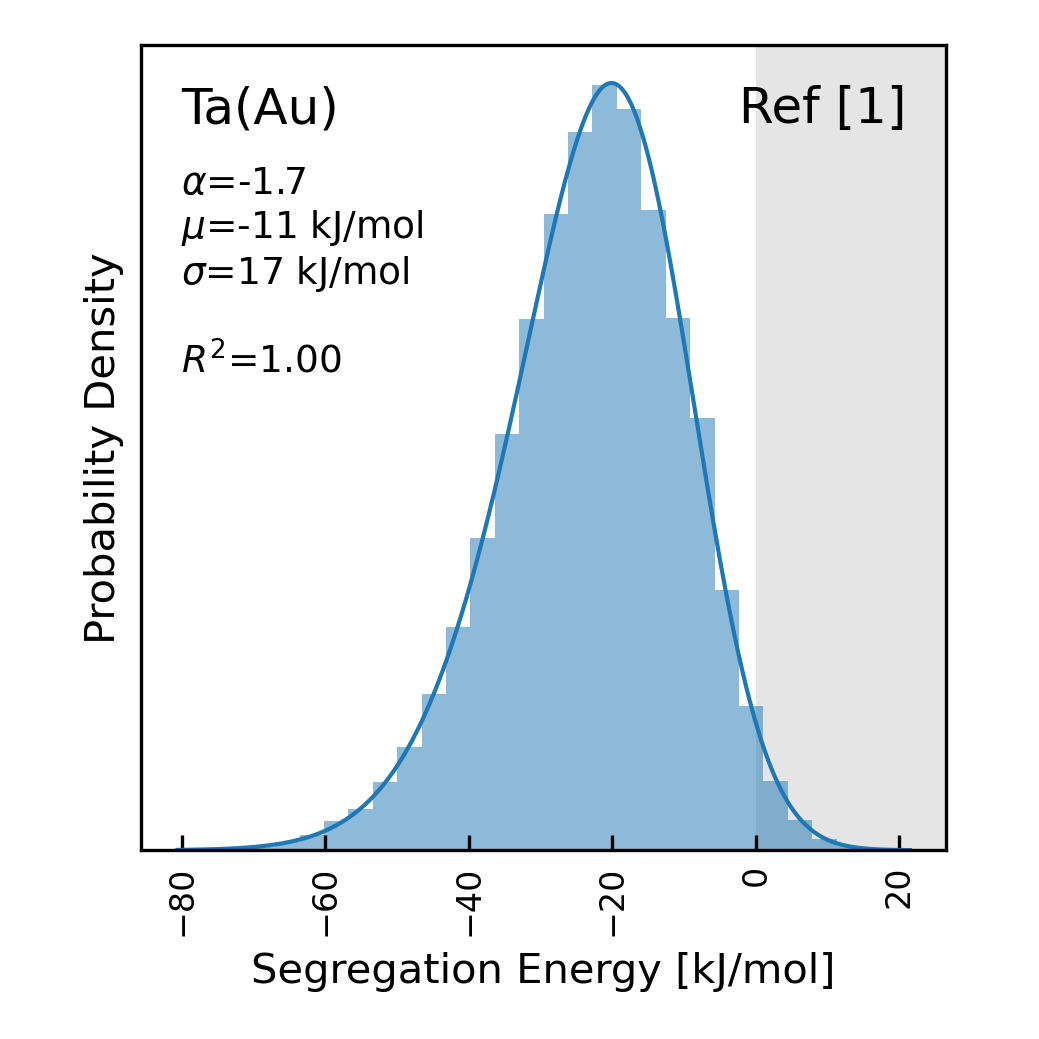 Ta(Au)
Ref [1]
α=-1.7
μ=-11 kJ/mol
σ=17 kJ/mol
R²=1.00
Probability Density
−80
−60
−40
−20
0
20
Segregation Energy [kJ/mol]